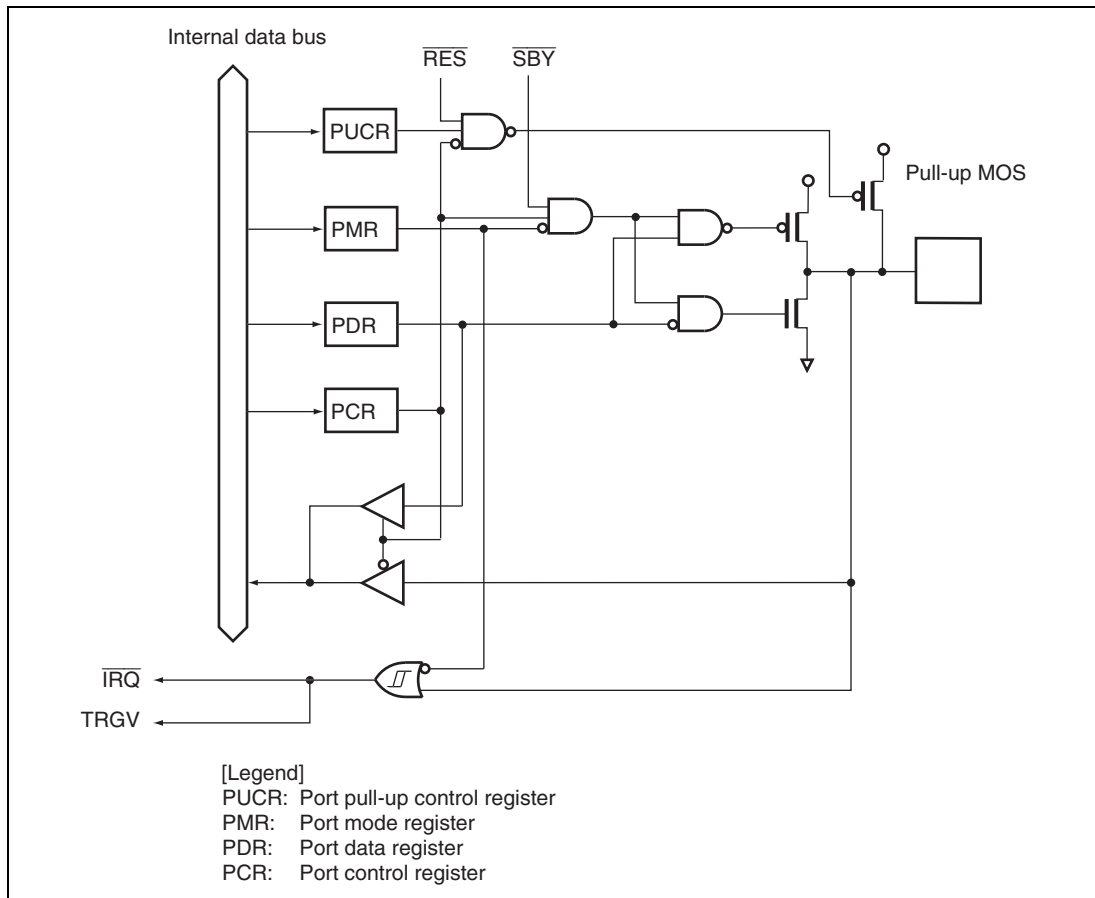 Internal data bus
RES
SBY
PUCR
Pull-up MOS
PMR
PDR
PCR
IRQ
TRGV
[Legend]
PUCR: Port pull-up control register
PMR: Port mode register
PDR: Port data register
PCR: Port control register